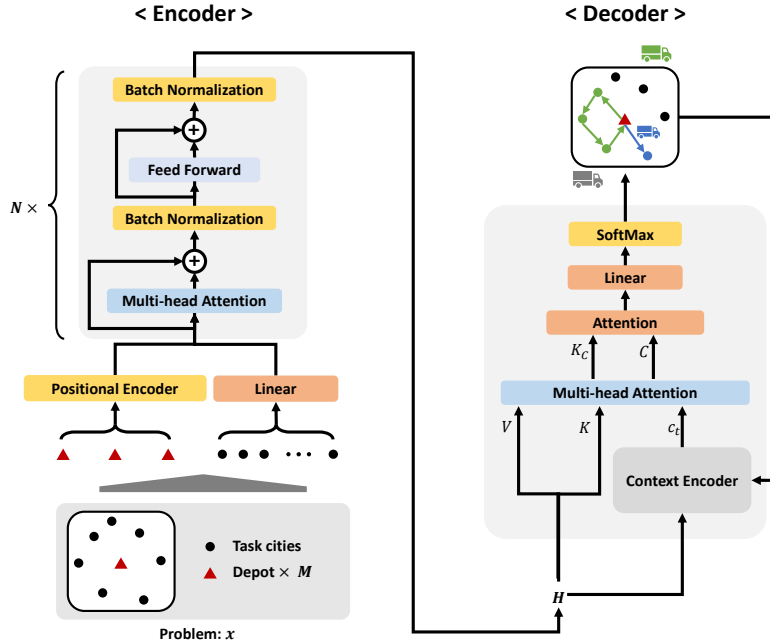 < Encoder >
Batch Normalization
+
Feed Forward
Batch Normalization
N ×
+
Multi-head Attention
Positional Encoder
Linear
Task cities
Depot × M
Problem: x
< Decoder >
SoftMax
Linear
Attention
K_C
C
Multi-head Attention
V
K
c_t
Context Encoder
H